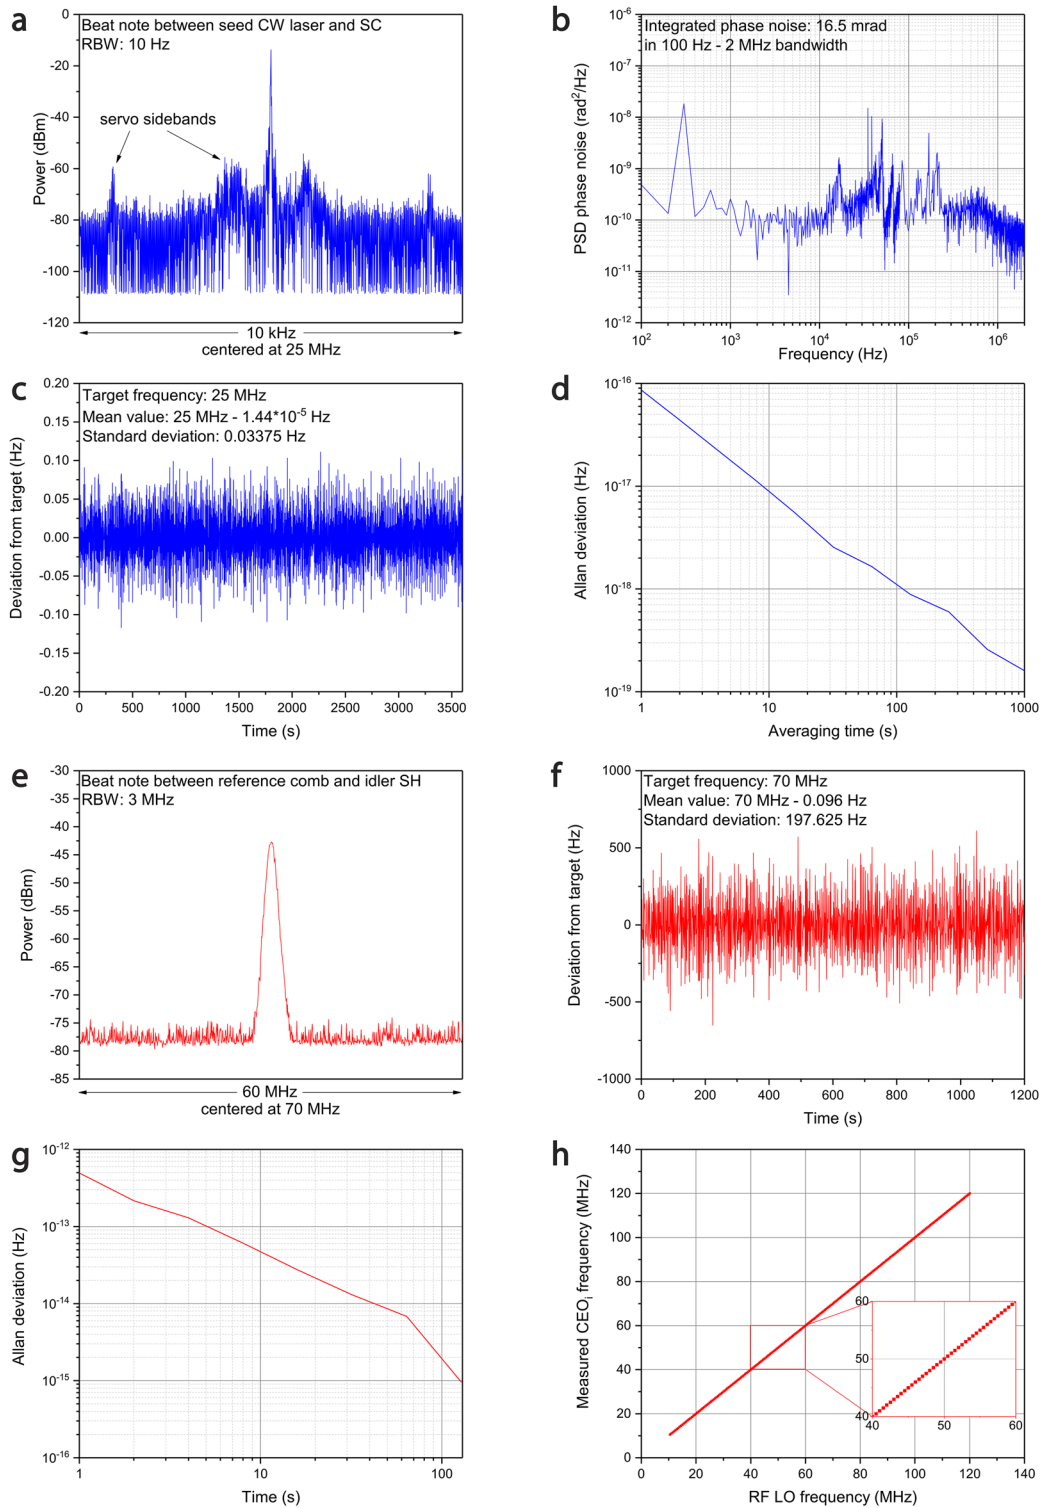 a
Beat note between seed CW laser and SC
RBW: 10 Hz
servo sidebands
Power (dBm)
0
-20
-40
-60
-80
-100
-120
10 kHz
centered at 25 MHz
b
Integrated phase noise: 16.5 mrad
in 100 Hz - 2 MHz bandwidth
PSD phase noise (rad²/Hz)
10⁻⁶
10⁻⁷
10⁻⁸
10⁻⁹
10⁻¹⁰
10⁻¹¹
10⁻¹²
10² 10³ 10⁴ 10⁵ 10⁶
Frequency (Hz)
c
Target frequency: 25 MHz
Mean value: 25 MHz - 1.44*10⁻⁵ Hz
Standard deviation: 0.03375 Hz
Deviation from target (Hz)
0.20
0.15
0.10
0.05
0.00
-0.05
-0.10
-0.15
-0.20
0 500 1000 1500 2000 2500 3000 3500
Time (s)
d
Allan deviation (Hz)
10⁻¹⁶
10⁻¹⁷
10⁻¹⁸
10⁻¹⁹
1 10 100 1000
Averaging time (s)
e
Beat note between reference comb and idler SH
RBW: 3 MHz
Power (dBm)
-30
-35
-40
-45
-50
-55
-60
-65
-70
-75
-80
-85
60 MHz
centered at 70 MHz
f
Target frequency: 70 MHz
Mean value: 70 MHz - 0.096 Hz
Standard deviation: 197.625 Hz
Deviation from target (Hz)
1000
500
0
-500
-1000
0 200 400 600 800 1000 1200
Time (s)
g
Allan deviation (Hz)
10⁻¹²
10⁻¹³
10⁻¹⁴
10⁻¹⁵
10⁻¹⁶
1 10 100
Time (s)
h
Measured CEOᵢ frequency (MHz)
140
120
100
80
60
40
20
0
0 20 40 60 80 100 120 140
RF LO frequency (MHz)
60
50
40
40 50 60